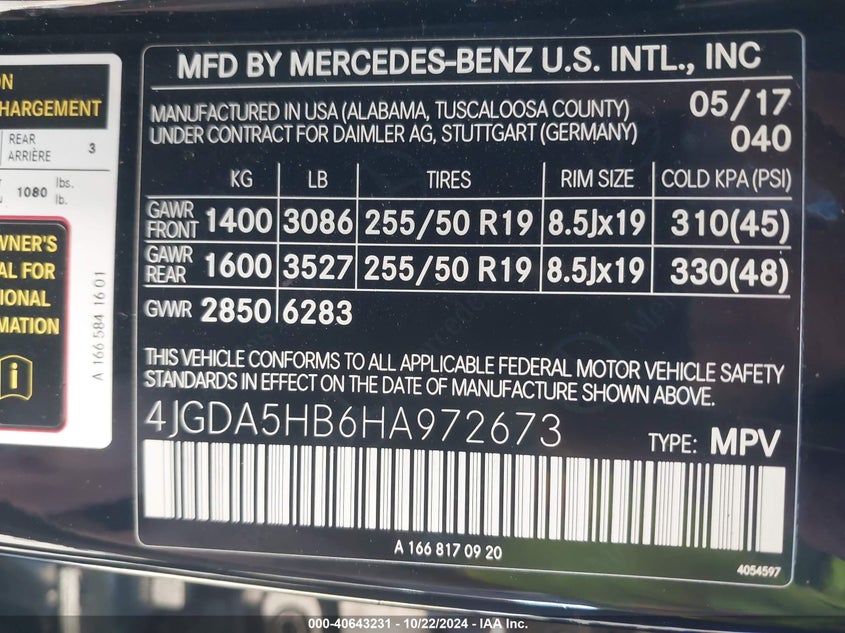 ON
HARGEMENT
REAR
ARRIÈRE 3
1080 lbs.
lb.
WNER'S
AL FOR
IONAL
MATION
i
A 166 584 16 01
MFD BY MERCEDES-BENZ U.S. INTL., INC
MANUFACTURED IN USA (ALABAMA, TUSCALOOSA COUNTY) 05/17
UNDER CONTRACT FOR DAIMLER AG, STUTTGART (GERMANY) 040
KG LB TIRES RIM SIZE COLD KPA (PSI)
GAWR FRONT 1400 3086 255/50 R19 8.5Jx19 310(45)
GAWR REAR 1600 3527 255/50 R19 8.5Jx19 330(48)
GVWR 2850 6283
THIS VEHICLE CONFORMS TO ALL APPLICABLE FEDERAL MOTOR VEHICLE SAFETY
STANDARDS IN EFFECT ON THE DATE OF MANUFACTURE SHOWN ABOVE.
4JGDA5HB6HA972673 TYPE: MPV
A 166 817 09 20
4054597
000-40643231 - 10/22/2024 - IAA Inc.